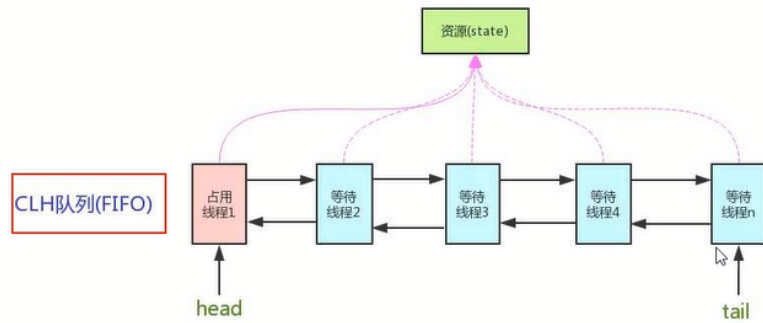 资源(state)
CLH队列(FIFO)
占用
线程1
等待
线程2
等待
线程3
等待
线程4
等待
线程n
head
tail